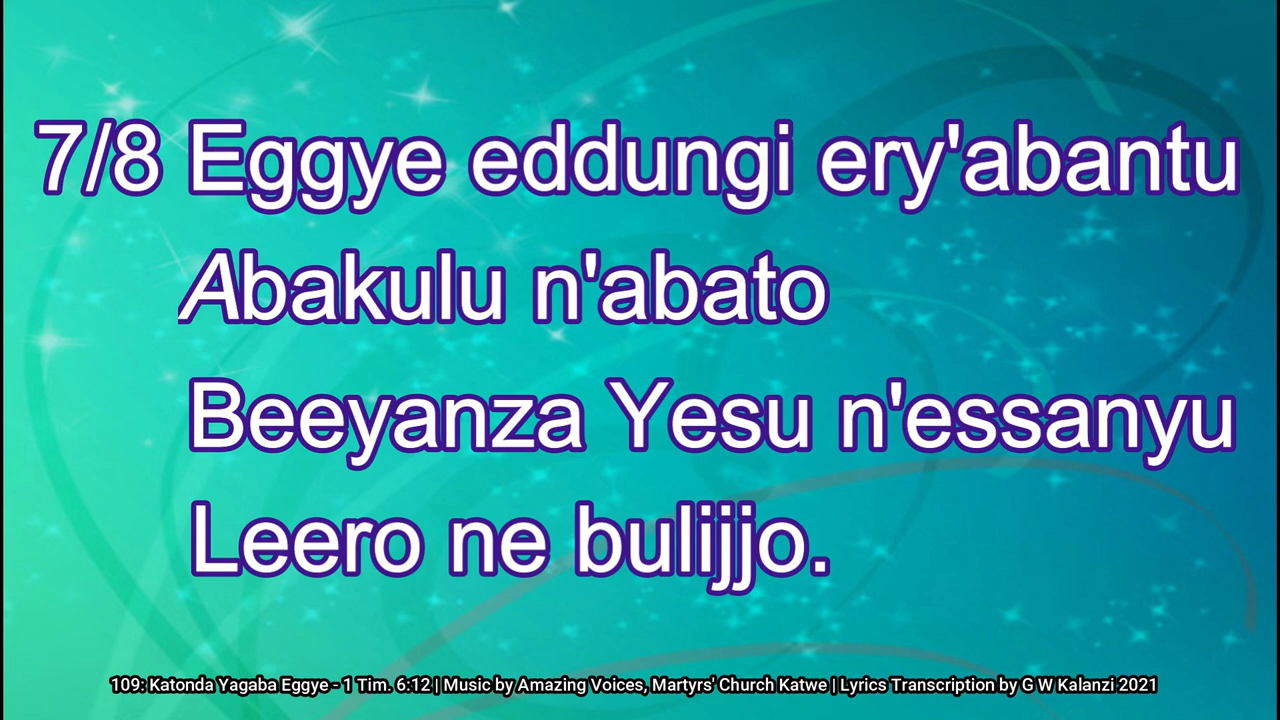 7/8 Eggye eddungi ery'abantu
Abakulu n'abato
Beeyanza Yesu n'essanyu
Leero ne bulijjo.
109: Katonda Yagaba Eggye - 1 Tim. 6:12 | Music by Amazing Voices, Martyrs' Church Katwe | Lyrics Transcription by G W Kalanzi 2021